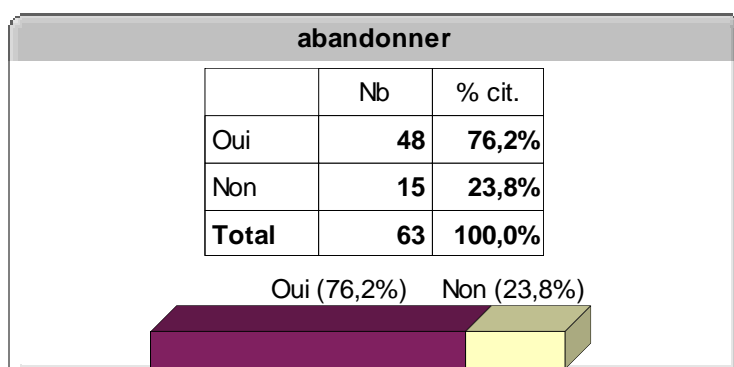 abandonner
Nb % cit.
Oui 48 76,2%
Non 15 23,8%
Total 63 100,0%
Oui (76,2%) Non (23,8%)